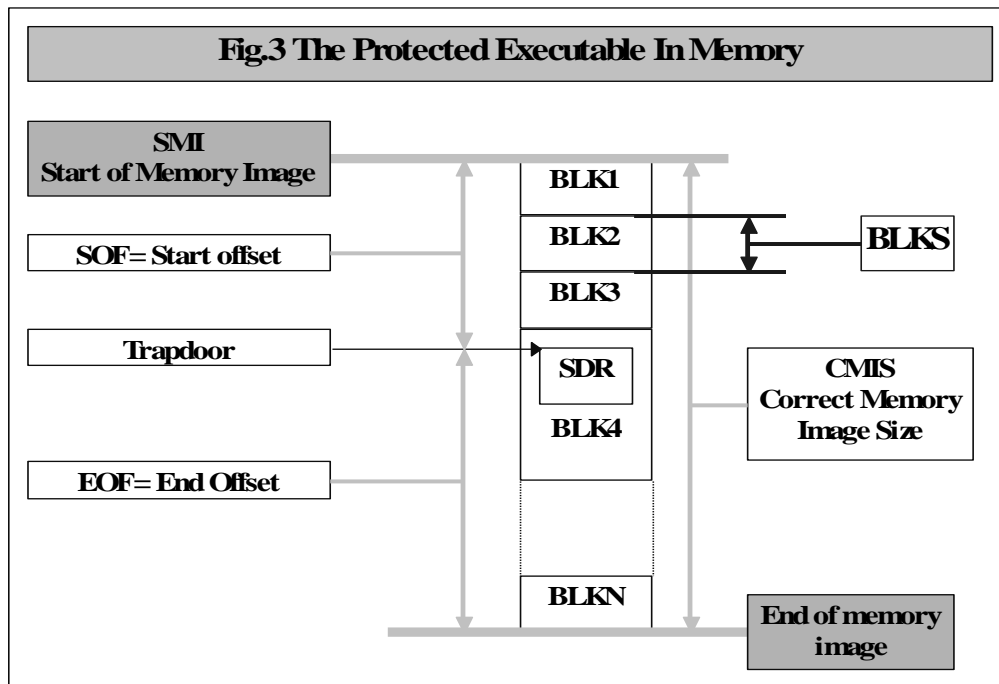 Fig.3 The Protected Executable In Memory
SMI
Start of Memory Image
BLK1
BLK2
BLKS
SOF= Start offset
BLK3
Trapdoor
SDR
CMIS
Correct Memory
Image Size
BLK4
EOF= End Offset
BLKN
End of memory
image